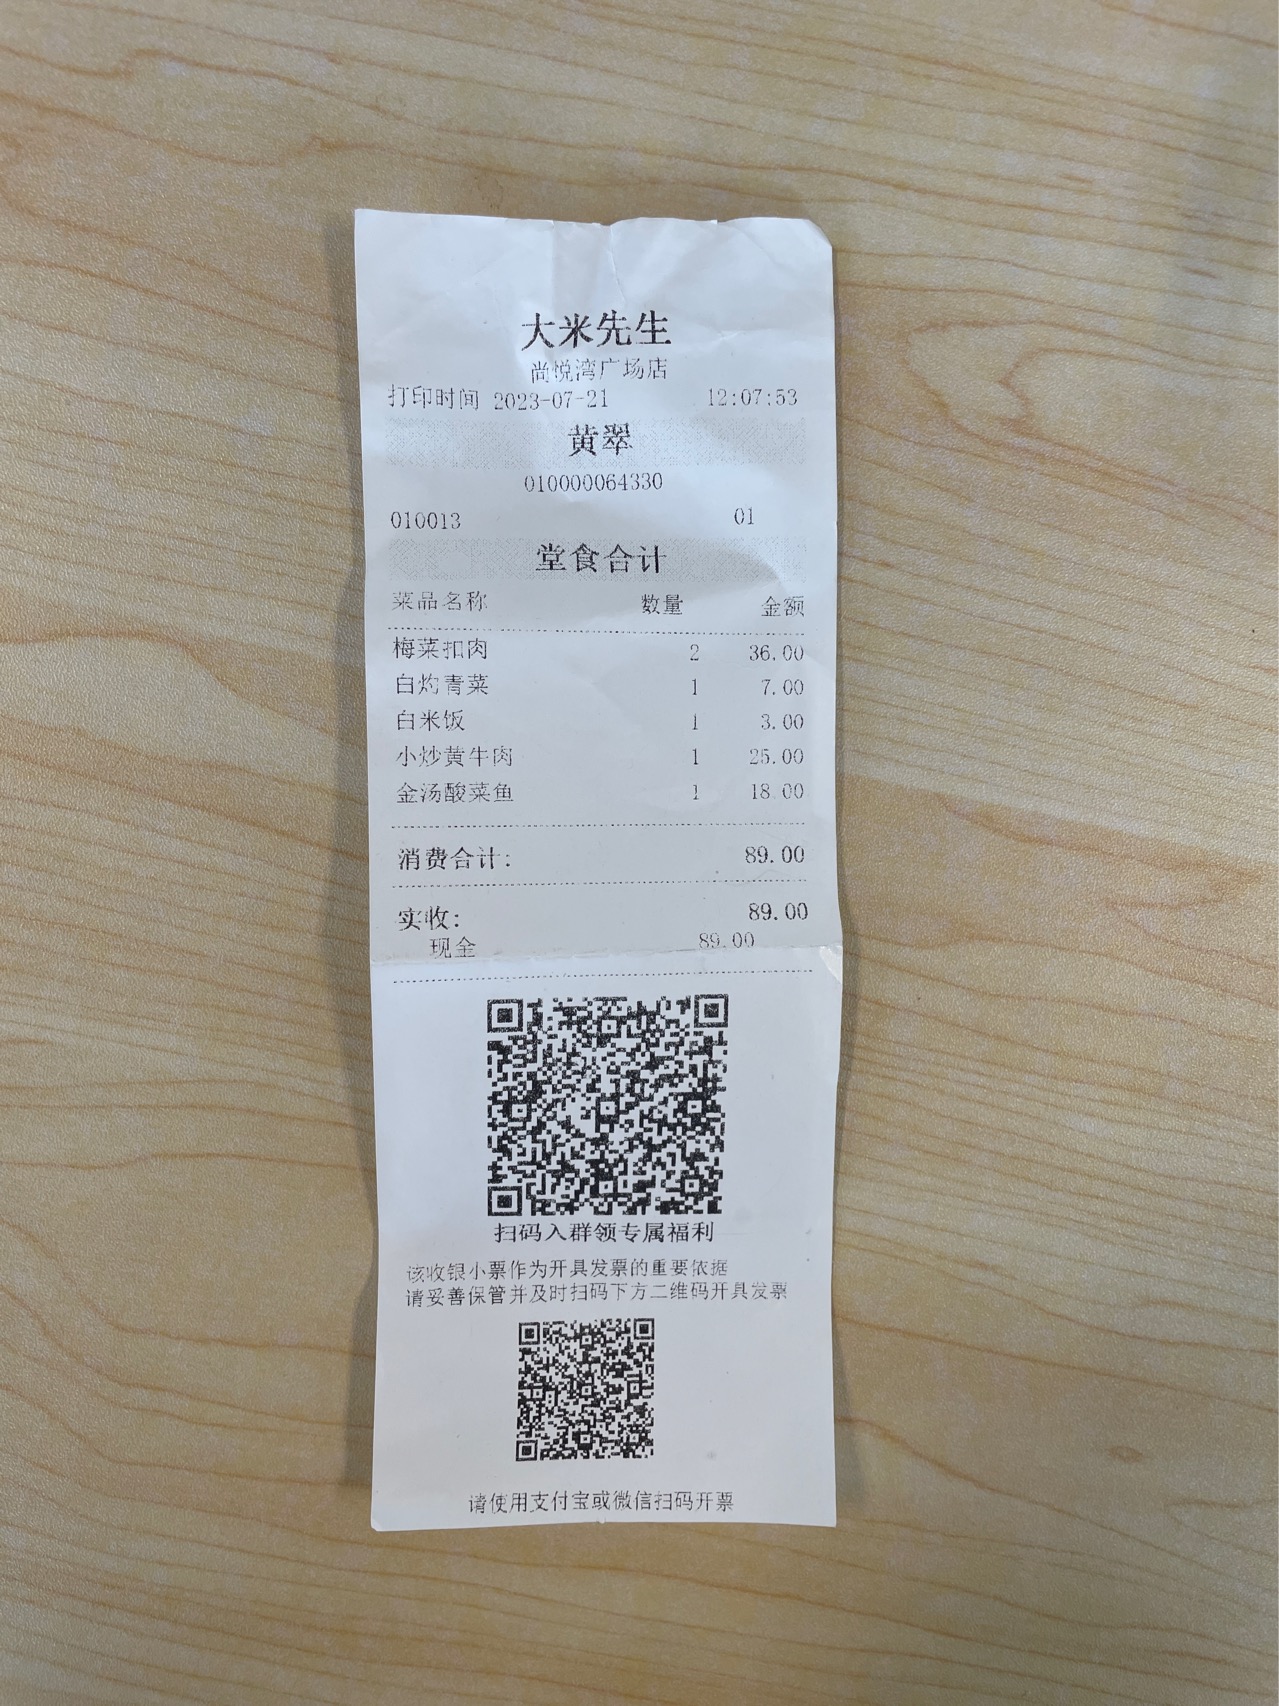 大米先生
尚悦湾广场店
打印时间 2023-07-21 12:07:53
黄翠
010000064330
010013 01
堂食合计
菜品名称 数量 金额
梅菜扣肉 2 36.00
白灼青菜 1 7.00
白米饭 1 3.00
小炒黄牛肉 1 25.00
金汤酸菜鱼 1 18.00
消费合计: 89.00
实收: 89.00
现金 89.00
扫码入群领专属福利
该收银小票作为开具发票的重要依据
请妥善保管并及时扫码下方二维码开具发票
请使用支付宝或微信扫码开票